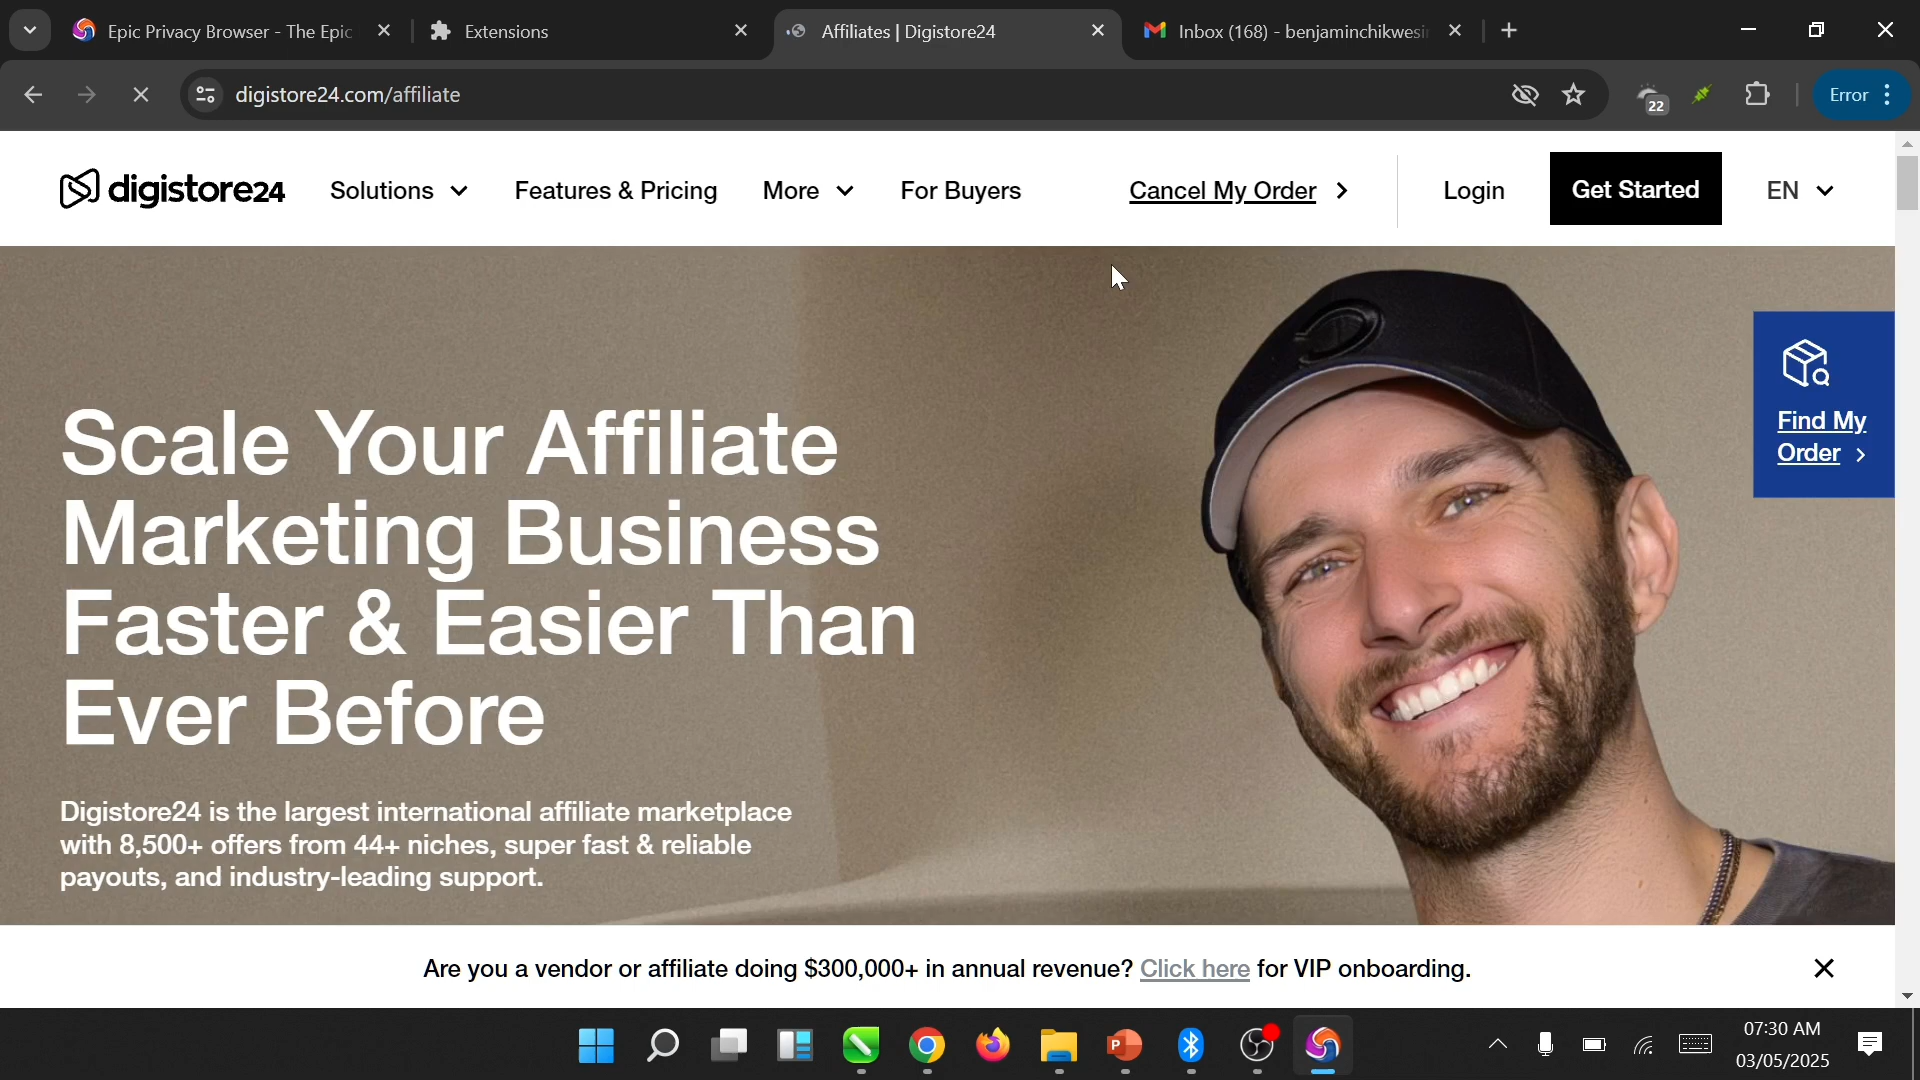 Epic Privacy Browser - The Epic
Extensions
Affiliates | Digistore24
Inbox (168) - benjaminchikwesi
digistore24.com/affiliate
22
Error
digistore24
Solutions
Features & Pricing
More
For Buyers
Cancel My Order
Login
Get Started
EN
Find My
Order
Scale Your Affiliate
Marketing Business
Faster & Easier Than
Ever Before
Digistore24 is the largest international affiliate marketplace
with 8,500+ offers from 44+ niches, super fast & reliable
payouts, and industry-leading support.
Are you a vendor or affiliate doing $300,000+ in annual revenue? Click here for VIP onboarding.
07:30 AM
03/05/2025